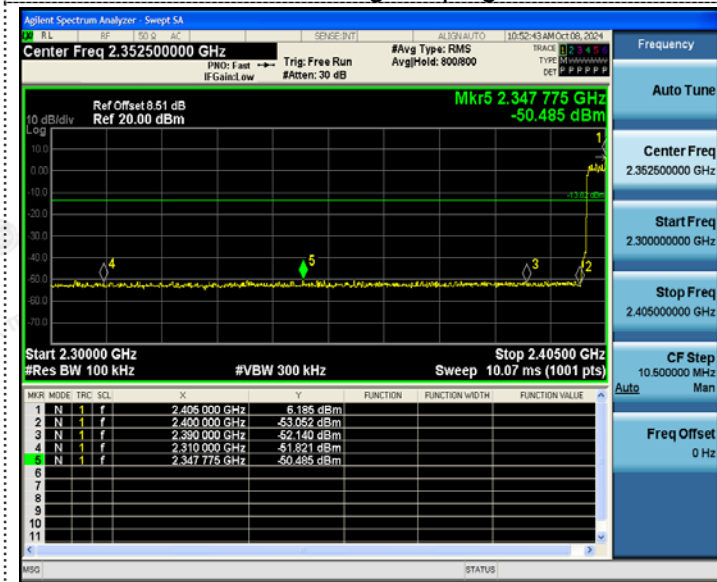 Agilent Spectrum Analyzer - Swept SA
RL RF 50 Ω AC SENSE:INT ALIGN AUTO 10:52:43 AM Oct 08, 2024
Center Freq 2.352500000 GHz
PNO: Fast
IFGain:Low
Trig: Free Run
#Atten: 30 dB
#Avg Type: RMS
Avg|Hold: 800/800
TRACE 1 2 3 4 5 6
TYPE M
DET P P P P P P
Ref Offset 8.51 dB
10 dB/div Ref 20.00 dBm
Log
Mkr5 2.347 775 GHz
-50.485 dBm
10.0
0.00
-10.0
-20.0
-30.0
-40.0
-50.0
-60.0
-70.0
-13.82 dBm
1
4
5
3
2
Start 2.30000 GHz Stop 2.40500 GHz
#Res BW 100 kHz #VBW 300 kHz Sweep 10.07 ms (1001 pts)
MKR MODE TRC SCL X Y FUNCTION FUNCTION WIDTH FUNCTION VALUE
1 N 1 f 2.405 000 GHz 6.185 dBm
2 N 1 f 2.400 000 GHz -53.052 dBm
3 N 1 f 2.390 000 GHz -52.140 dBm
4 N 1 f 2.310 000 GHz -51.821 dBm
5 N 1 f 2.347 775 GHz -50.485 dBm
6
7
8
9
10
11
MSG STATUS
Frequency
Auto Tune
Center Freq
2.352500000 GHz
Start Freq
2.300000000 GHz
Stop Freq
2.405000000 GHz
CF Step
10.500000 MHz
Auto Man
Freq Offset
0 Hz